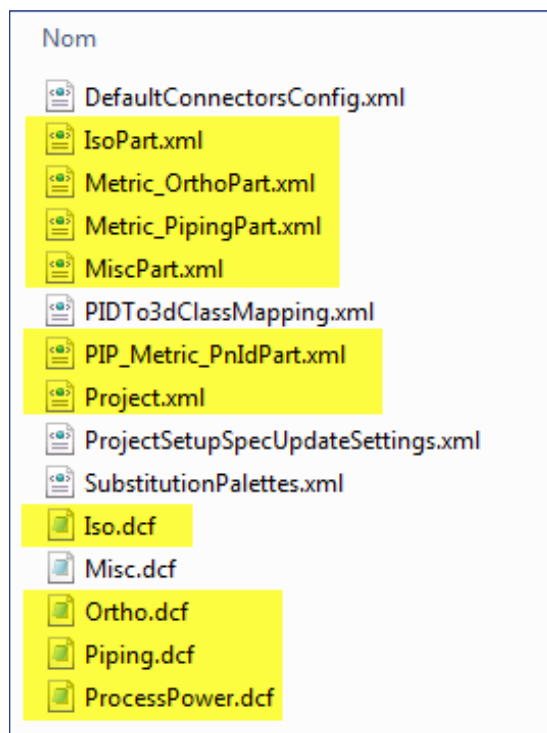 Nom
DefaultConnectorsConfig.xml
IsoPart.xml
Metric_OrthoPart.xml
Metric_PipingPart.xml
MiscPart.xml
PIDTo3dClassMapping.xml
PIP_Metric_PnIdPart.xml
Project.xml
ProjectSetupSpecUpdateSettings.xml
SubstitutionPalettes.xml
Iso.dcf
Misc.dcf
Ortho.dcf
Piping.dcf
ProcessPower.dcf